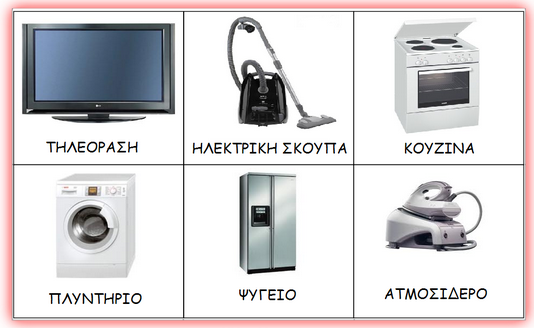 ΤΗΛΕΟΡΑΣΗ
ΗΛΕΚΤΡΙΚΗ ΣΚΟΥΠΑ
ΚΟΥΖΙΝΑ
ΠΛΥΝΤΗΡΙΟ
ΨΥΓΕΙΟ
ΑΤΜΟΣΙΔΕΡΟ